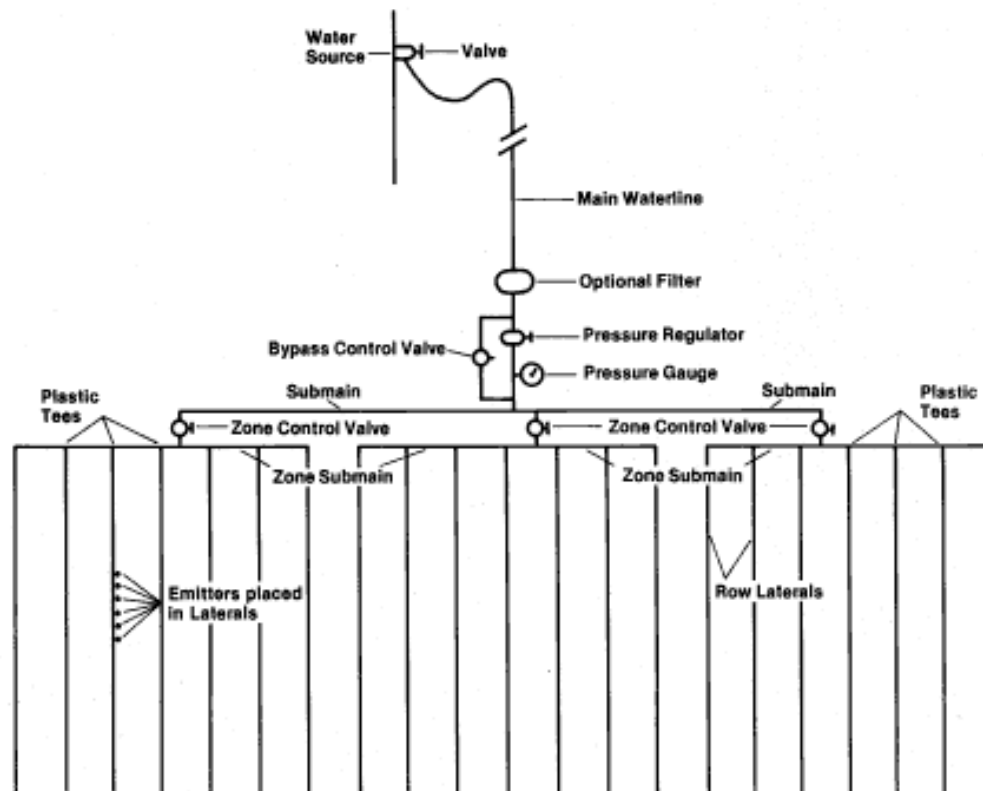 Water
Source
Valve
Main Waterline
Optional Filter
Pressure Regulator
Bypass Control Valve
Pressure Gauge
Plastic
Tees
Submain
Submain
Plastic
Tees
Zone Control Valve
Zone Control Valve
Zone Submain
Zone Submain
Emitters placed
in Laterals
Row Laterals